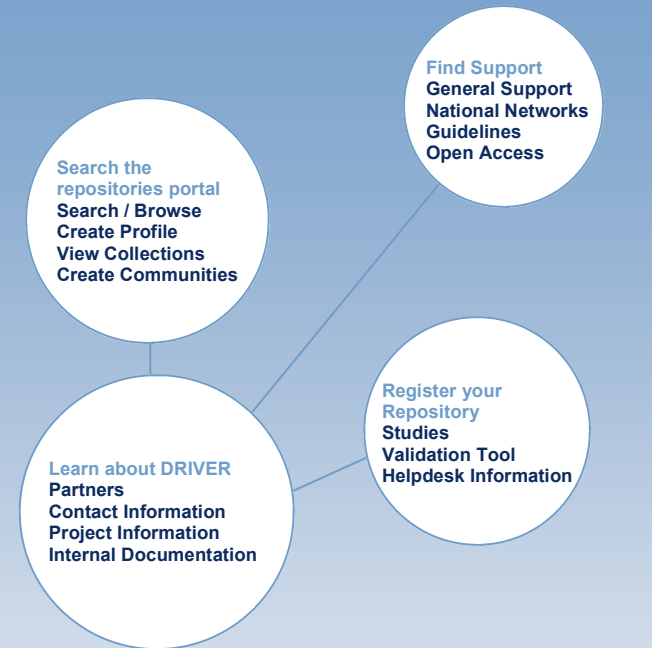 Find Support
General Support
National Networks
Guidelines
Open Access
Search the
repositories portal
Search / Browse
Create Profile
View Collections
Create Communities
Register your
Repository
Studies
Validation Tool
Helpdesk Information
Learn about DRIVER
Partners
Contact Information
Project Information
Internal Documentation